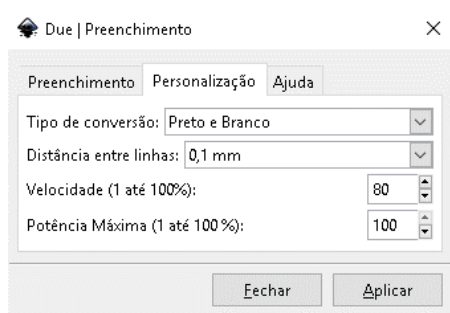 Due | Preenchimento
Preenchimento Personalização Ajuda
Tipo de conversão: Preto e Branco
Distância entre linhas: 0,1 mm
Velocidade (1 até 100%): 80
Potência Máxima (1 até 100 %): 100
Fechar Aplicar